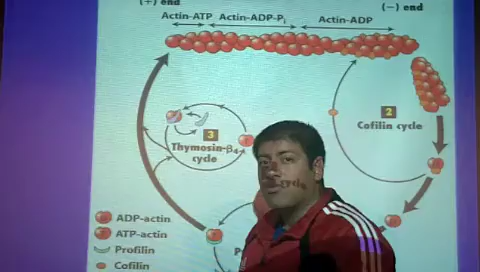 (+) end
(−) end
Actin-ATP
Actin-ADP-Pi
Actin-ADP
2
Cofilin cycle
3
Thymosin-β4
cycle
cycle
ADP-actin
ATP-actin
Profilin
Cofilin